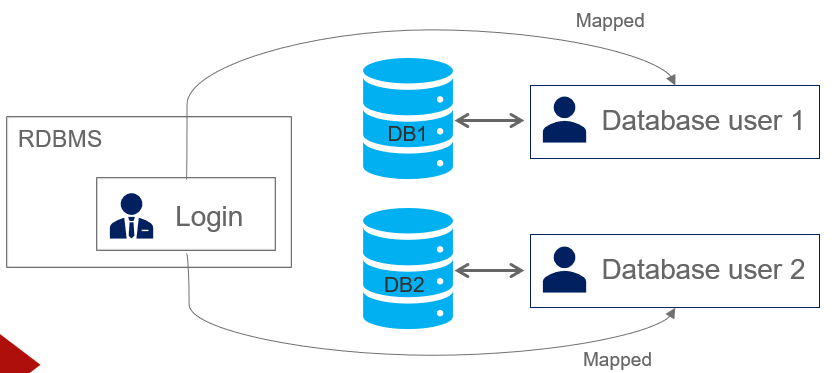 Mapped
RDBMS
Login
DB1
Database user 1
DB2
Database user 2
Mapped